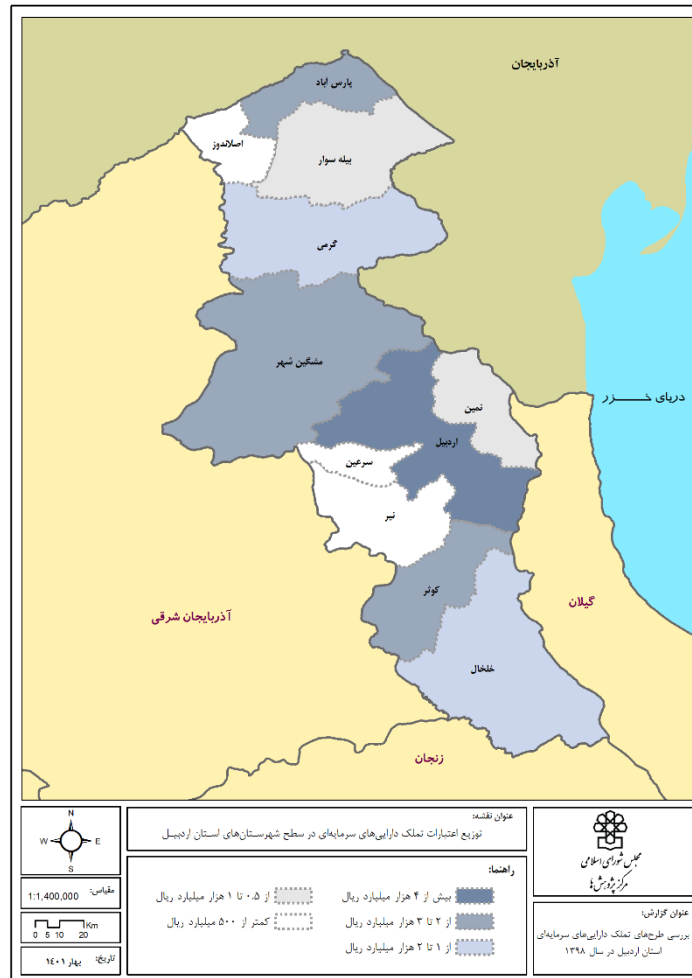 آذربایجان
پارس اباد
اصلاندوز
بیله سوار
گرمی
مشگین شهر
نمین
دریای خزر
اردبیل
سرعین
نیر
کوثر
گیلان
آذربایجان شرقی
خلخال
زنجان
N
W E
S
مقیاس:
1:1,400,000
Km
0 5 10 20
تاریخ:
بهار ۱۴۰۱
عنوان نقشه:
توزیع اعتبارات تملک دارایی‌های سرمایه‌ای در سطح شهرستان‌های استان اردبیل
راهنما:
بیش از ۴ هزار میلیارد ریال
از ۲ تا ۳ هزار میلیارد ریال
از ۱ تا ۲ هزار میلیارد ریال
از ۰.۵ تا ۱ هزار میلیارد ریال
کمتر از ۵۰۰ میلیارد ریال
مجلس شورای اسلامی
مرکز پژوهش‌ها
عنوان گزارش:
بررسی طرح‌های تملک دارایی‌های سرمایه‌ای
استان اردبیل در سال ۱۳۹۸